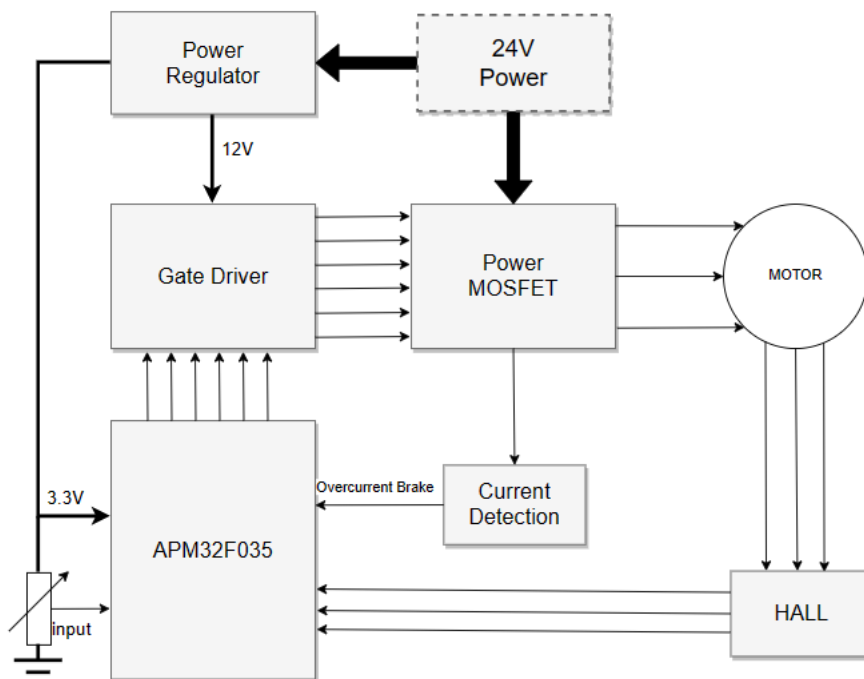 Power
Regulator
24V
Power
12V
Gate Driver
Power
MOSFET
MOTOR
3.3V
Overcurrent Brake
Current
Detection
APM32F035
input
HALL